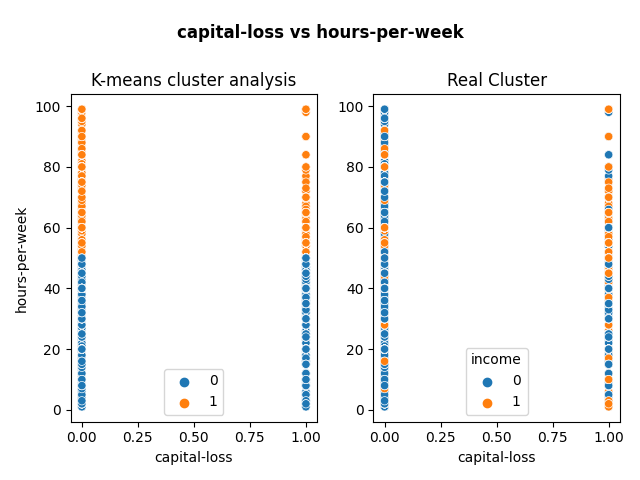 capital-loss vs hours-per-week
K-means cluster analysis
100
80
60
40
20
0
hours-per-week
0
1
0.00 0.25 0.50 0.75 1.00
capital-loss
Real Cluster
100
80
60
40
20
0
income
0
1
0.00 0.25 0.50 0.75 1.00
capital-loss